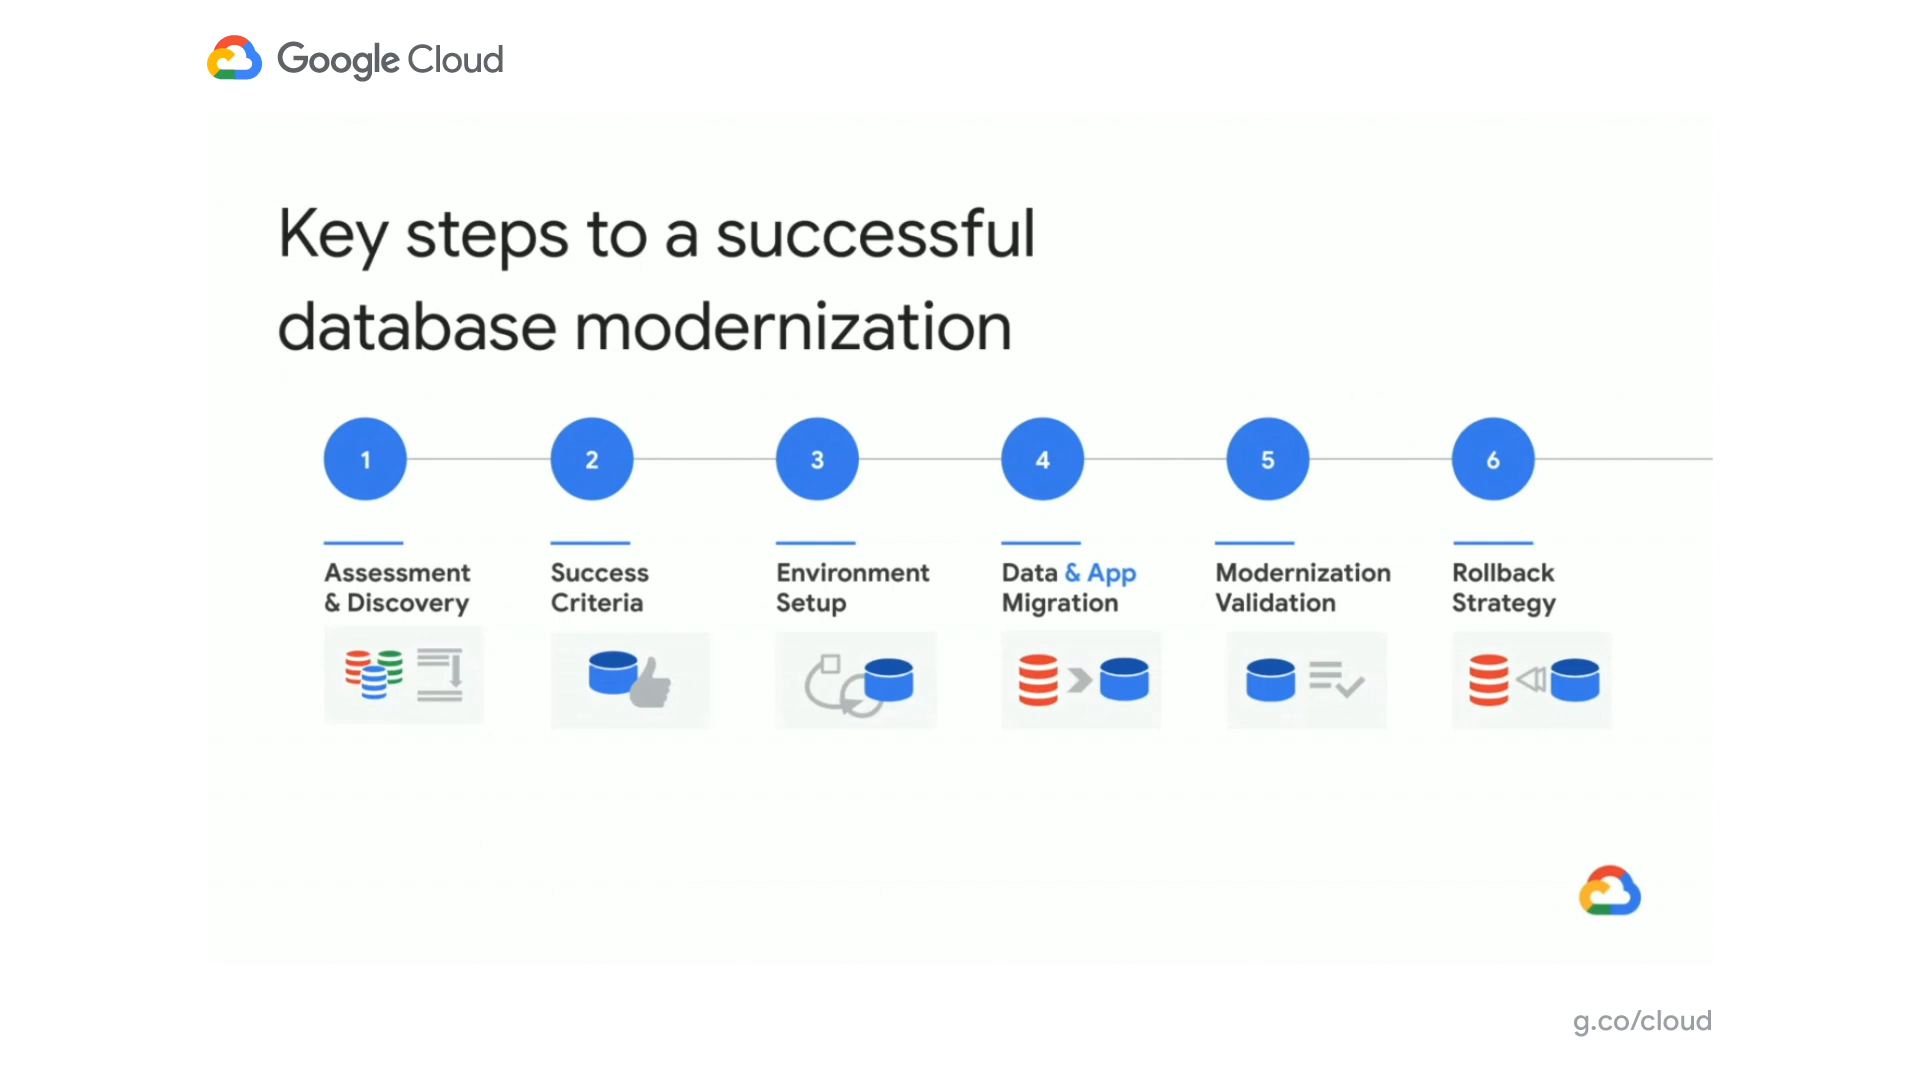 Google Cloud
Key steps to a successful
database modernization
1
2
3
4
5
6
Assessment
& Discovery
Success
Criteria
Environment
Setup
Data & App
Migration
Modernization
Validation
Rollback
Strategy
g.co/cloud